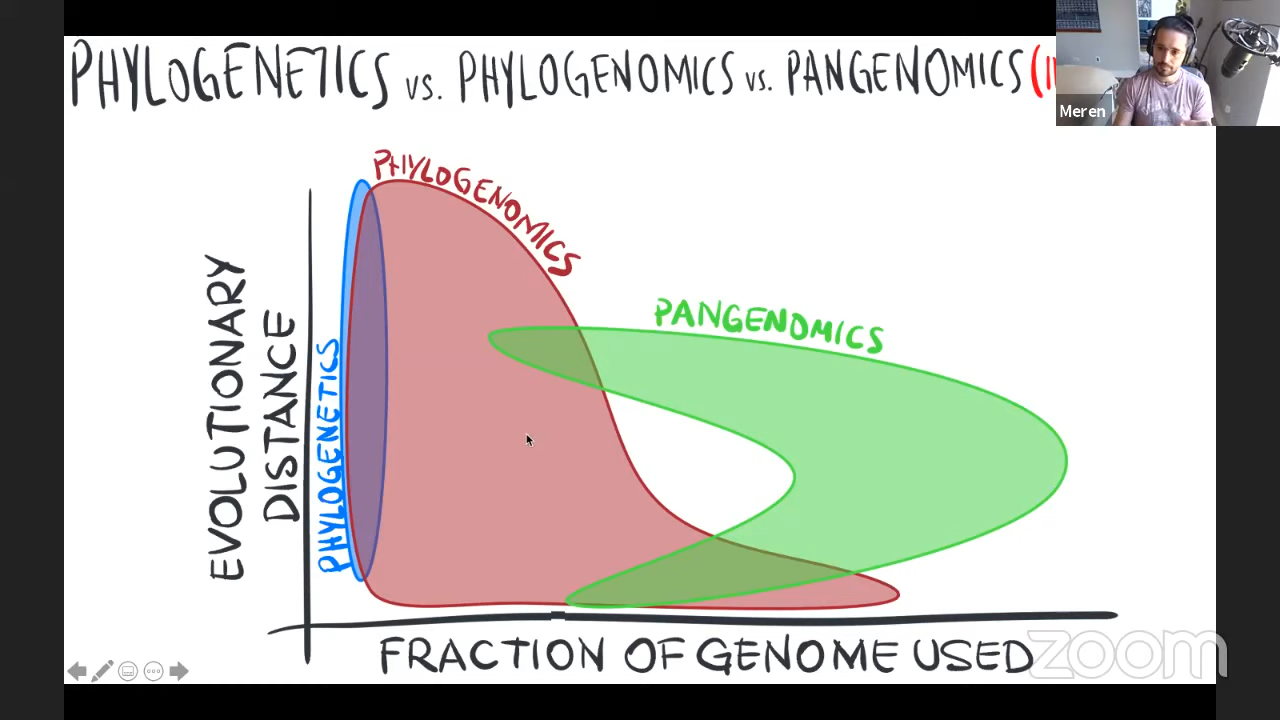 PHYLOGENETICS vs. PHYLOGENOMICS vs. PANGENOMICS
Meren
PHYLOGENOMICS
PANGENOMICS
EVOLUTIONARY
DISTANCE
PHYLOGENETICS
FRACTION OF GENOME USED
zoom